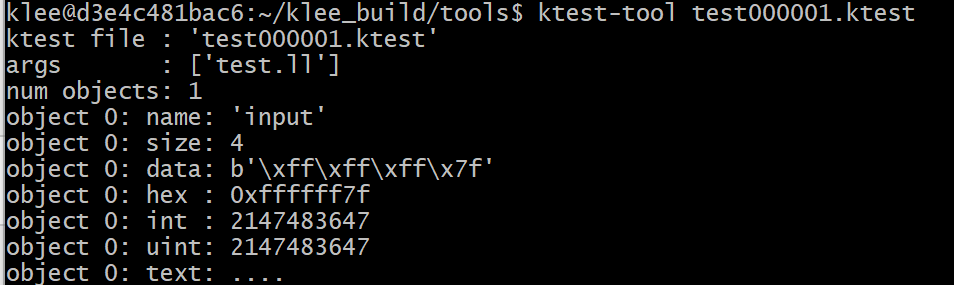 klee@d3e4c481bac6:~/klee_build/tools$ ktest-tool test000001.ktest
ktest file : 'test000001.ktest'
args       : ['test.ll']
num objects: 1
object 0: name: 'input'
object 0: size: 4
object 0: data: b'\xff\xff\xff\x7f'
object 0: hex : 0xffffff7f
object 0: int : 2147483647
object 0: uint: 2147483647
object 0: text: ....